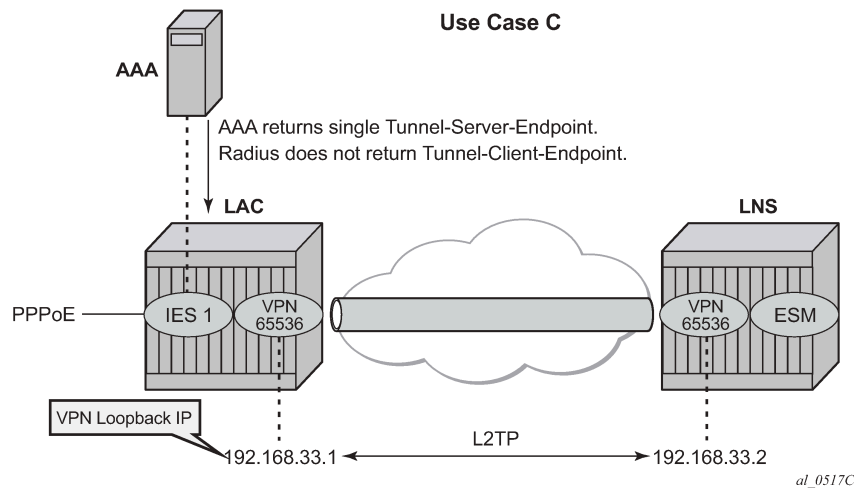 Use Case C
AAA
AAA returns single Tunnel-Server-Endpoint.
Radius does not return Tunnel-Client-Endpoint.
LAC
LNS
PPPoE
IES 1
VPN
65536
VPN
65536
ESM
VPN Loopback IP
L2TP
192.168.33.1
192.168.33.2
al_0517C